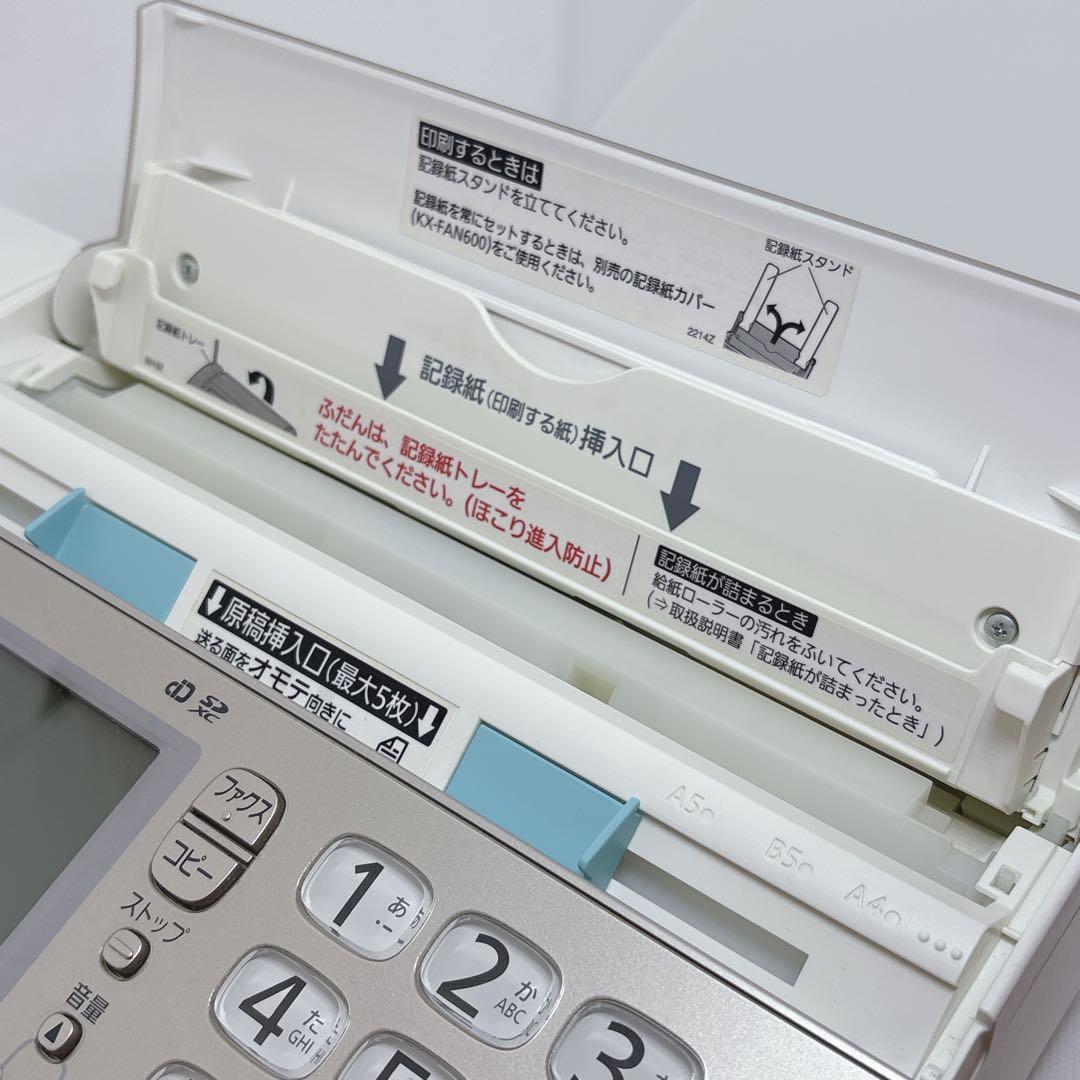 印刷するときは
記録紙スタンドを立ててください。
記録紙を常にセットするときは、別売の記録紙カバー
(KX-FAN600)をご使用ください。
記録紙スタンド
2214Z
記録紙トレー
記録紙(印刷する紙)挿入口
ふだんは、記録紙トレーを
たたんでください。(ほこり進入防止)
記録紙が詰まるとき
給紙ローラーの汚れをふいてください。
(⇒取扱説明書「記録紙が詰まったとき」)
↓原稿挿入口(最大5枚)↓
送る面をオモテ向きに
A5
B5
A4
SD
XC
ファクス
コピー
ストップ
音量
1 あ
2 か ABC
3
4 た GHI
5